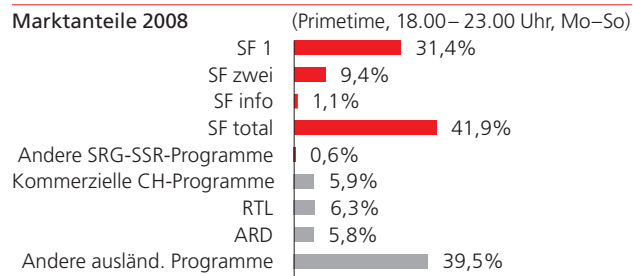 Marktanteile 2008 (Primetime, 18.00–23.00 Uhr, Mo–So)
SF 1 31,4%
SF zwei 9,4%
SF info 1,1%
SF total 41,9%
Andere SRG-SSR-Programme 0,6%
Kommerzielle CH-Programme 5,9%
RTL 6,3%
ARD 5,8%
Andere ausländ. Programme 39,5%